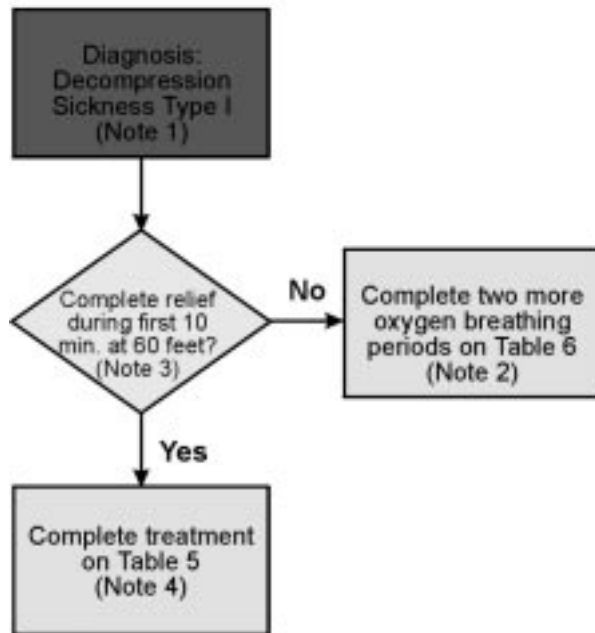 Diagnosis:
Decompression
Sickness Type I
(Note 1)
Complete relief
during first 10
min. at 60 feet?
(Note 3)
No
Complete two more
oxygen breathing
periods on Table 6
(Note 2)
Yes
Complete treatment
on Table 5
(Note 4)